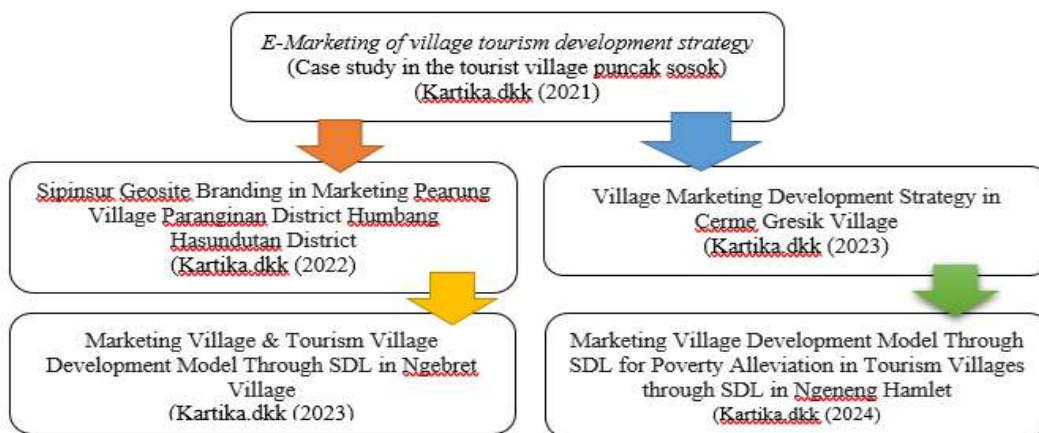 E-Marketing of village tourism development strategy
(Case study in the tourist village puncak sosok)
(Kartika.dkk (2021)
Sipinsur Geosite Branding in Marketing Pearung
Village Paranginan District Humbang
Hasundutan District
(Kartika.dkk (2022)
Village Marketing Development Strategy in
Cerme Gresik Village
(Kartika.dkk (2023)
Marketing Village & Tourism Village
Development Model Through SDL in Ngebret
Village
(Kartika.dkk (2023)
Marketing Village Development Model Through
SDL for Poverty Alleviation in Tourism Villages
through SDL in Ngeneng Hamlet
(Kartika.dkk (2024)